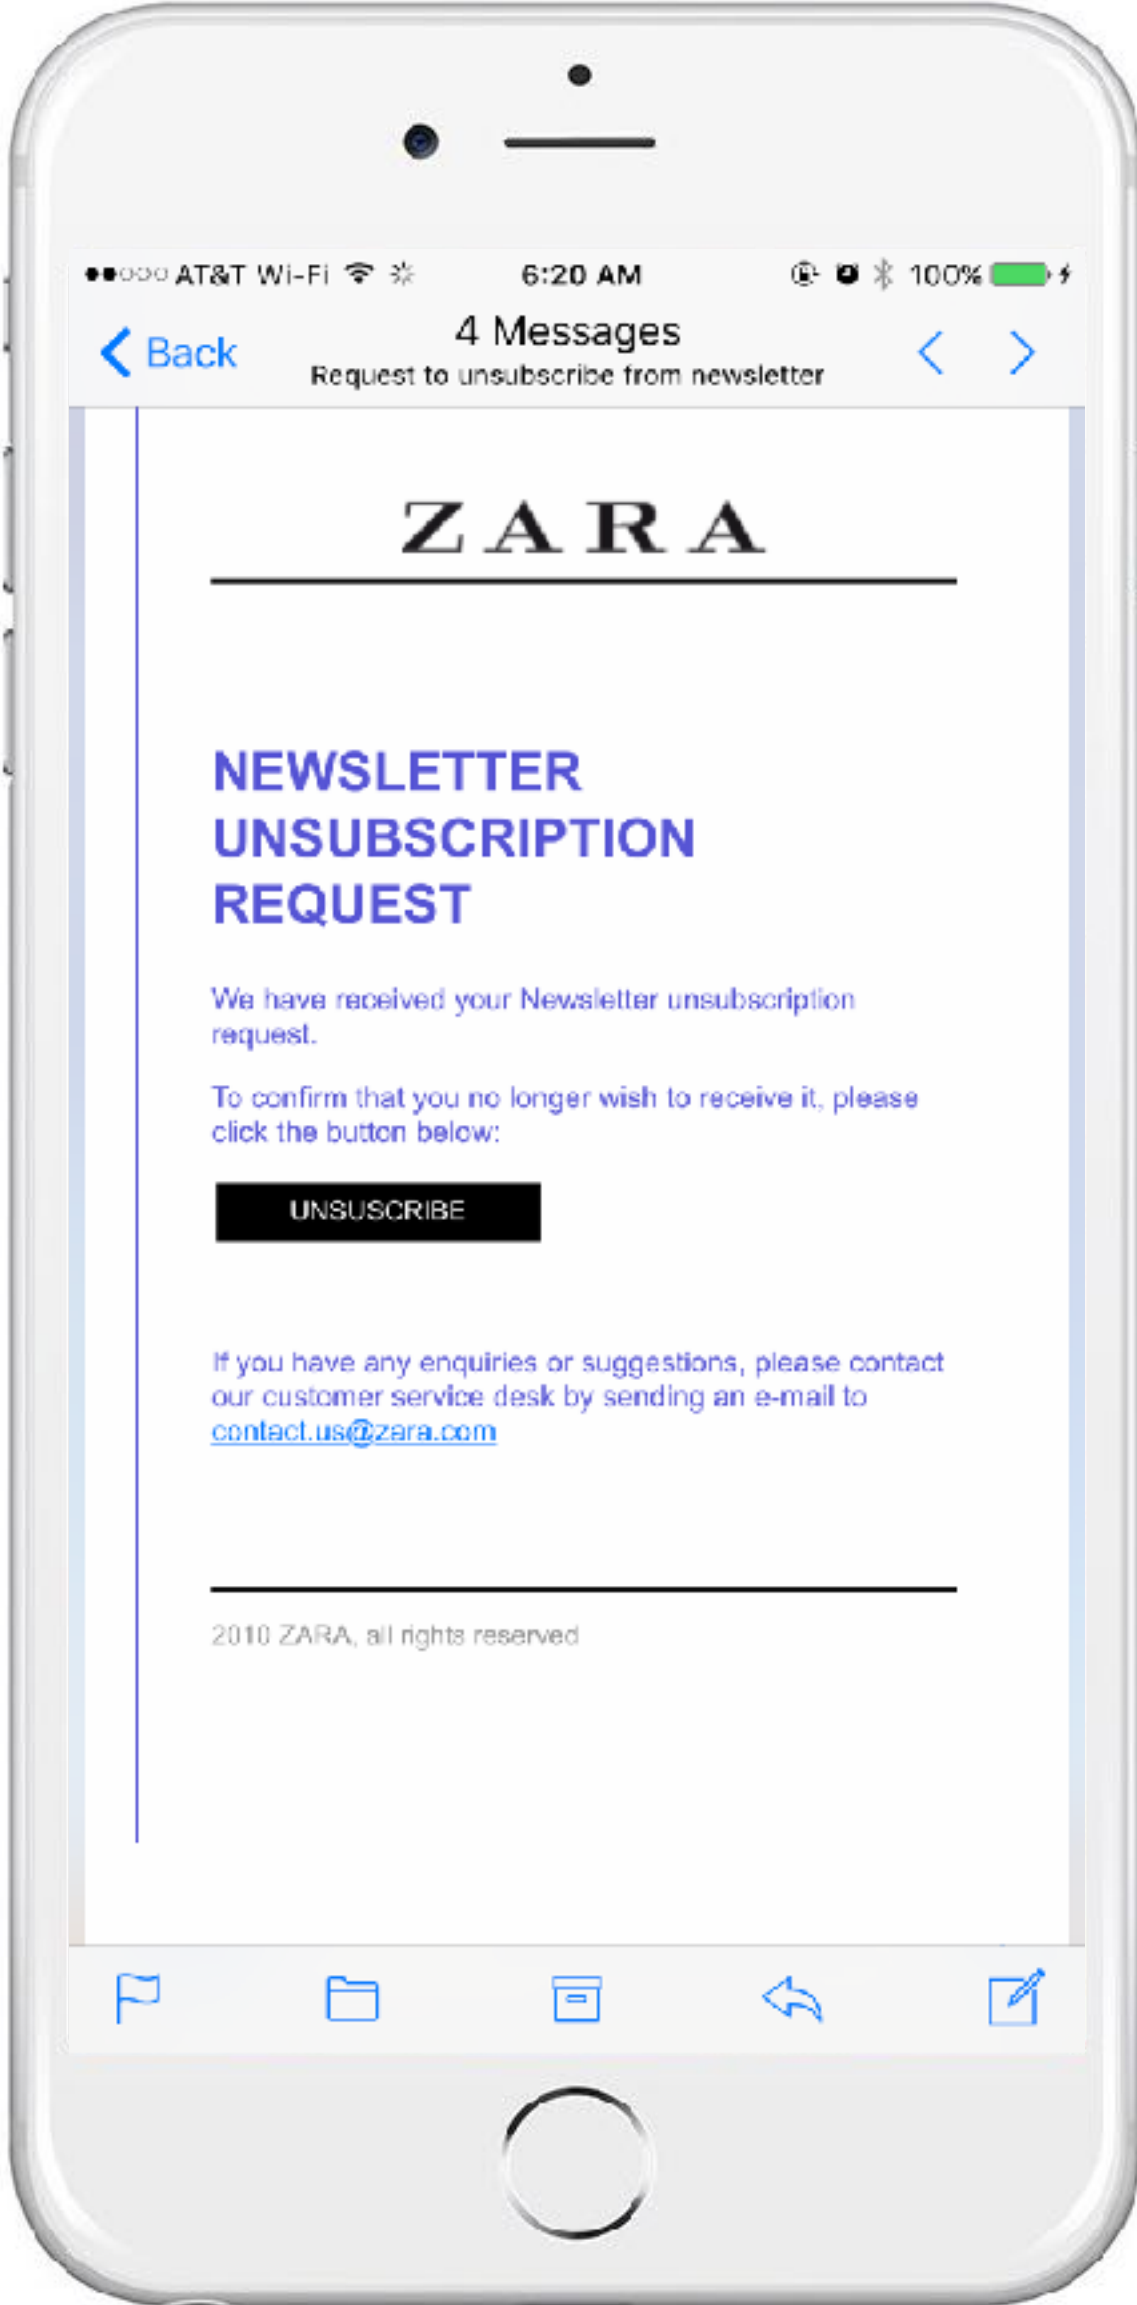 AT&T Wi-Fi 6:20 AM 100%
Back
4 Messages
Request to unsubscribe from newsletter
ZARA
NEWSLETTER
UNSUBSCRIPTION
REQUEST
We have received your Newsletter unsubscription
request.
To confirm that you no longer wish to receive it, please
click the button below:
UNSUSCRIBE
If you have any enquiries or suggestions, please contact
our customer service desk by sending an e-mail to
contact.us@zara.com
2010 ZARA, all rights reserved